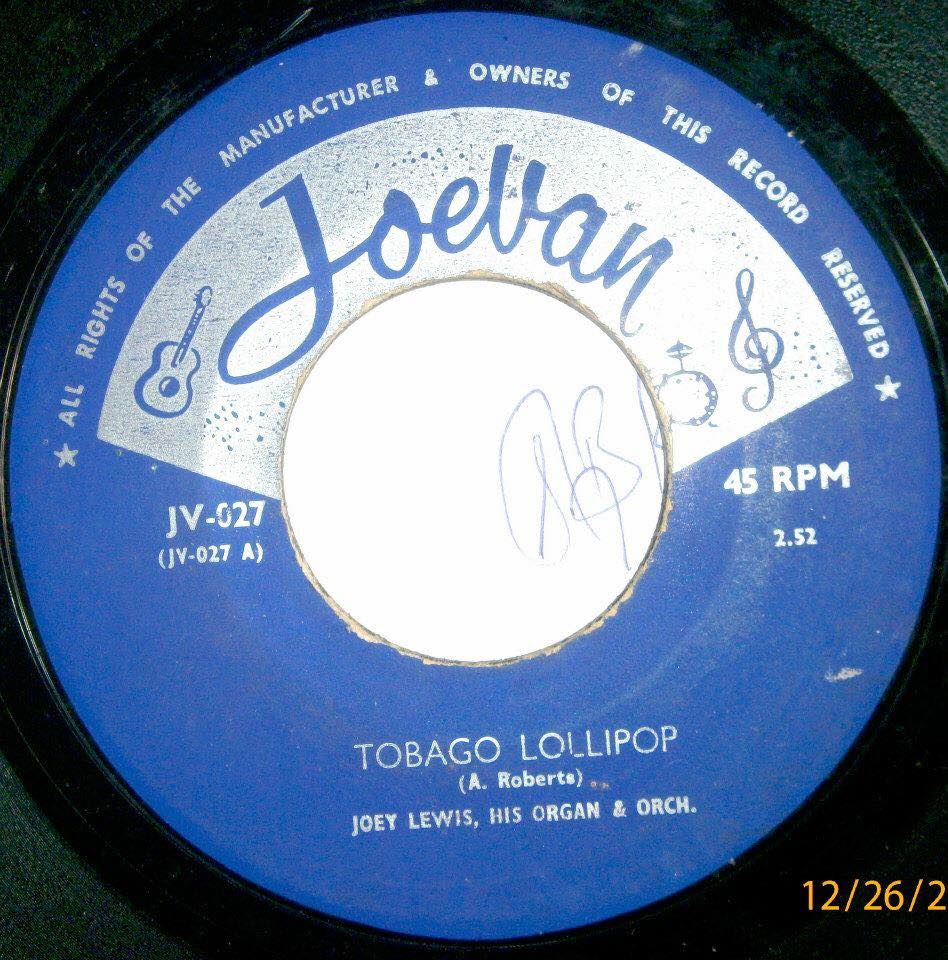 ★ ALL RIGHTS OF THE MANUFACTURER & OWNERS OF THIS RECORD RESERVED ★
Joevan
JV-027
(JV-027 A)
45 RPM
2.52
TOBAGO LOLLIPOP
(A. Roberts)
JOEY LEWIS, HIS ORGAN & ORCH.
12/26/2